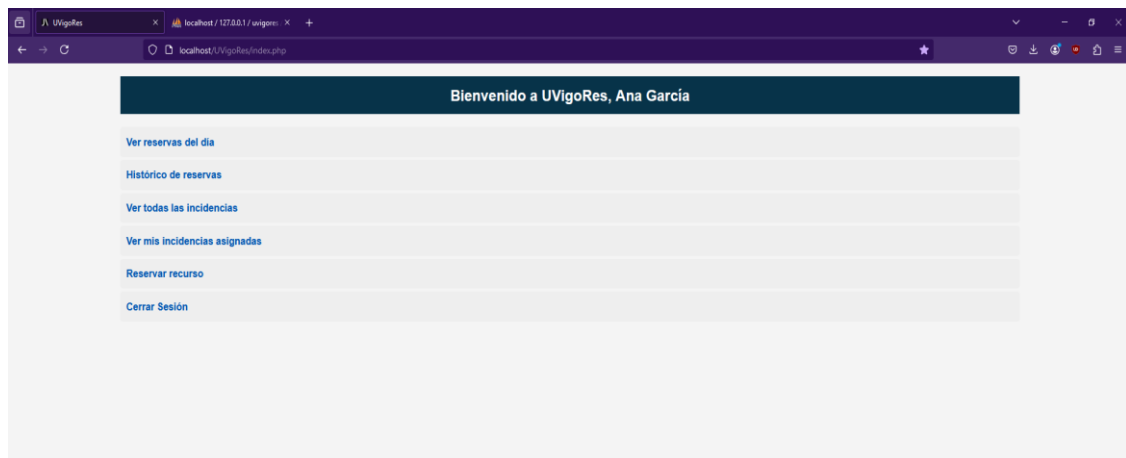 UVigoRes
localhost / 127.0.0.1 / uvigores
localhost/UVigoRes/index.php
Bienvenido a UVigoRes, Ana García
Ver reservas del dia
Histórico de reservas
Ver todas las incidencias
Ver mis incidencias asignadas
Reservar recurso
Cerrar Sesión